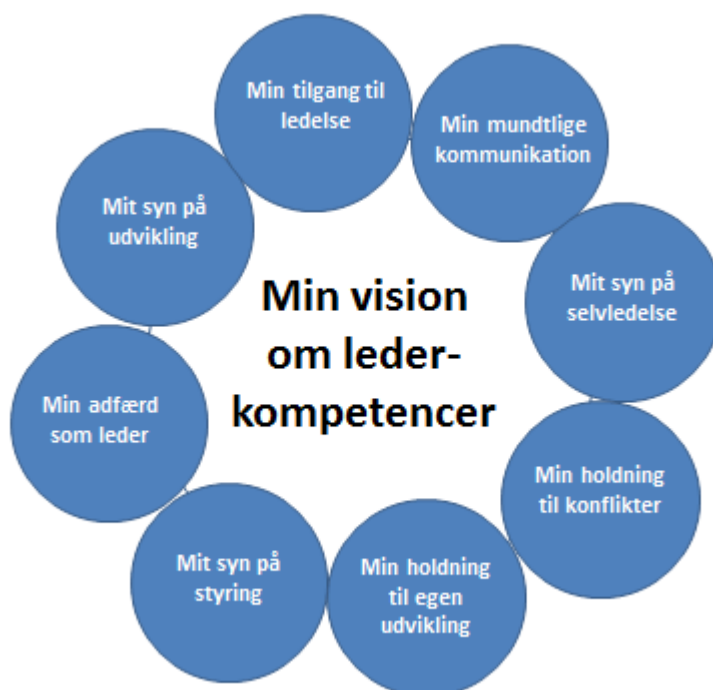 Min tilgang til
ledelse
Min mundtlige
kommunikation
Mit syn på
selvledelse
Min holdning
til konflikter
Min holdning
til egen
udvikling
Mit syn på
styring
Min adfærd
som leder
Mit syn på
udvikling
Min vision
om leder-
kompetencer